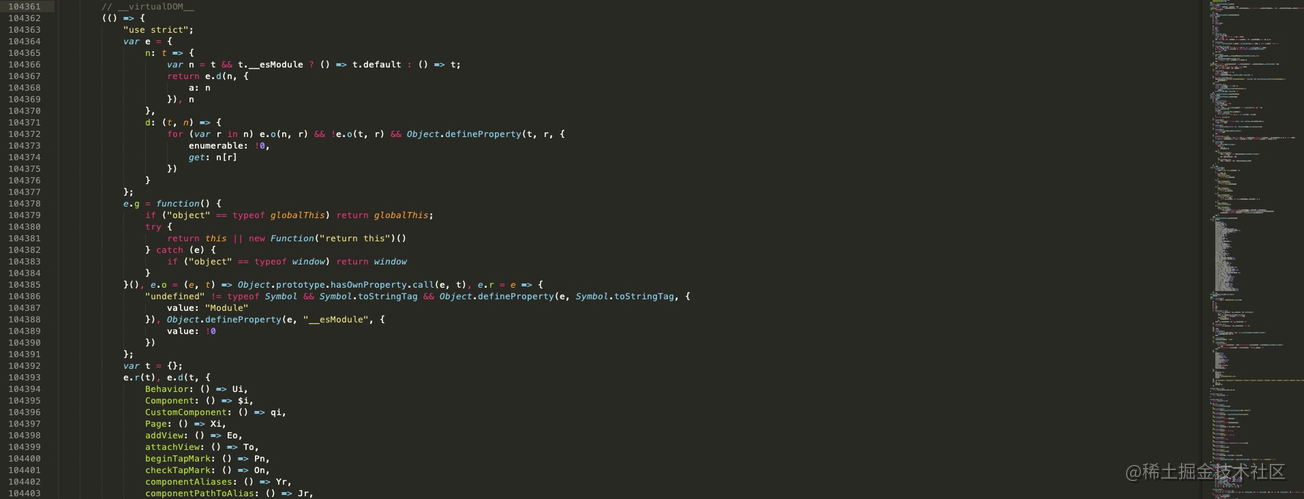 104361 // __virtualDOM__
104362 (() => {
104363 "use strict";
104364 var e = {
104365 n: t => {
104366 var n = t && t.__esModule ? () => t.default : () => t;
104367 return e.d(n, {
104368 a: n
104369 }), n
104370 },
104371 d: (t, n) => {
104372 for (var r in n) e.o(n, r) && !e.o(t, r) && Object.defineProperty(t, r, {
104373 enumerable: !0,
104374 get: n[r]
104375 })
104376 }
104377 };
104378 e.g = function() {
104379 if ("object" == typeof globalThis) return globalThis;
104380 try {
104381 return this || new Function("return this")()
104382 } catch (e) {
104383 if ("object" == typeof window) return window
104384 }
104385 }(), e.o = (e, t) => Object.prototype.hasOwnProperty.call(e, t), e.r = e => {
104386 "undefined" != typeof Symbol && Symbol.toStringTag && Object.defineProperty(e, Symbol.toStringTag, {
104387 value: "Module"
104388 }), Object.defineProperty(e, "__esModule", {
104389 value: !0
104390 })
104391 };
104392 var t = {};
104393 e.r(t), e.d(t, {
104394 Behavior: () => Ui,
104395 Component: () => $i,
104396 CustomComponent: () => qi,
104397 Page: () => Xi,
104398 addView: () => Eo,
104399 attachView: () => To,
104400 beginTapMark: () => Pn,
104401 checkTapMark: () => On,
104402 componentAliases: () => Yr,
104403 componentPathToAlias: () => Jr,
@稀土掘金技术社区